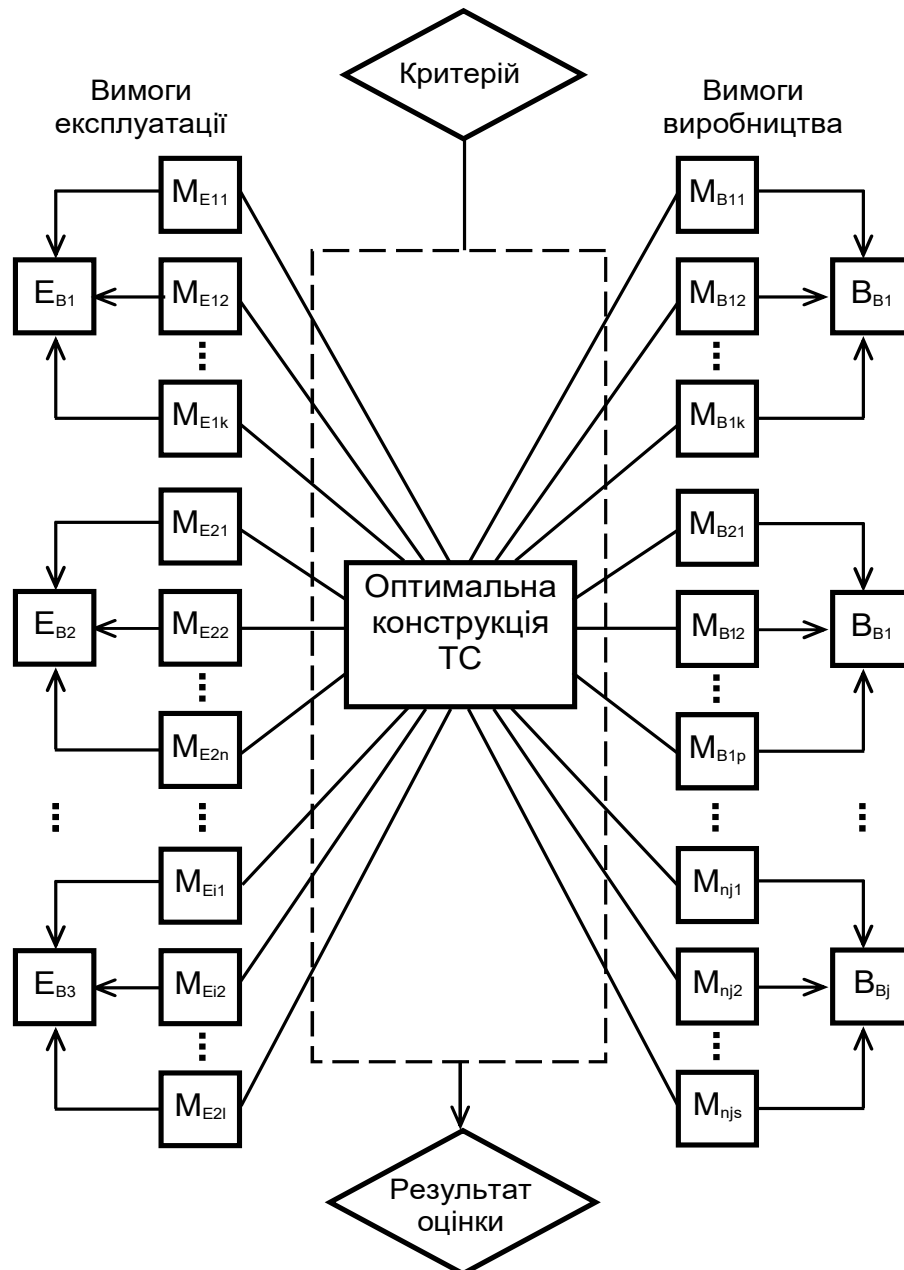 Критерій
Вимоги
експлуатації
Вимоги
виробництва
M_E11
M_B11
E_B1
M_E12
M_B12
B_B1
M_E1k
M_B1k
M_E21
M_B21
Оптимальна
конструкція
ТС
E_B2
M_E22
M_B12
B_B1
M_E2n
M_B1p
M_Ei1
M_nj1
E_B3
M_Ei2
M_nj2
B_Bj
M_E2l
M_njs
Результат
оцінки